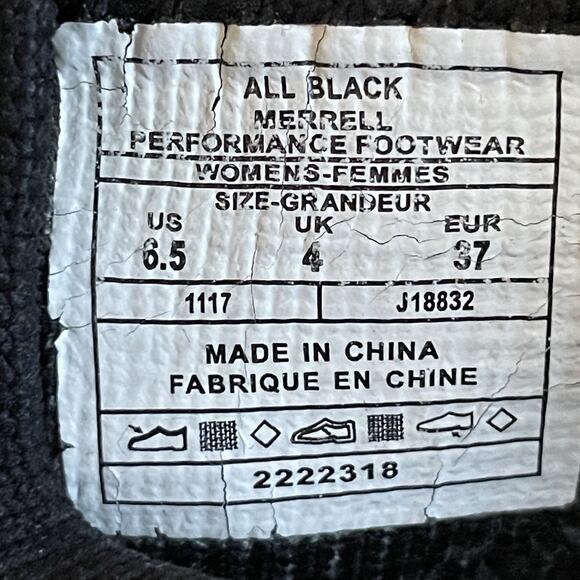 ALL BLACK
MERRELL
PERFORMANCE FOOTWEAR
WOMENS-FEMMES
SIZE-GRANDEUR
US UK EUR
6.5 4 37
1117 J18832
MADE IN CHINA
FABRIQUE EN CHINE
2222318